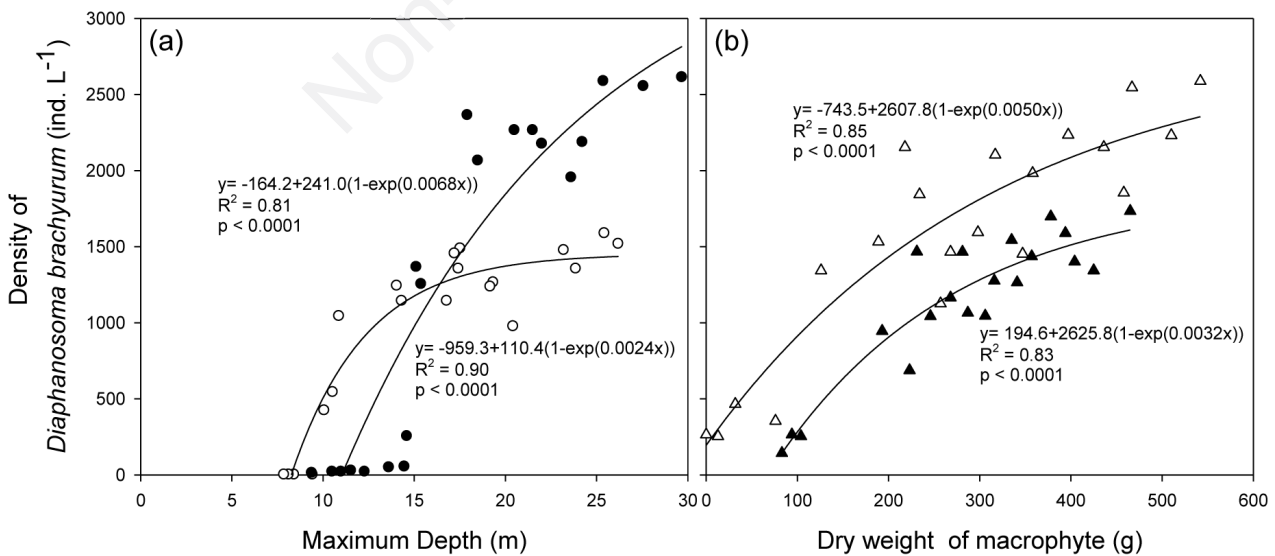 Non-
(a)
(b)
3000
2500
2000
1500
1000
500
0
Density of
Diaphanosoma brachyurum (ind. L⁻¹)
y= -164.2+241.0(1-exp(0.0068x))
R² = 0.81
p < 0.0001
y= -959.3+110.4(1-exp(0.0024x))
R² = 0.90
p < 0.0001
0 5 10 15 20 25 30
Maximum Depth (m)
y= -743.5+2607.8(1-exp(0.0050x))
R² = 0.85
p < 0.0001
y= 194.6+2625.8(1-exp(0.0032x))
R² = 0.83
p < 0.0001
0 100 200 300 400 500 600
Dry weight of macrophyte (g)